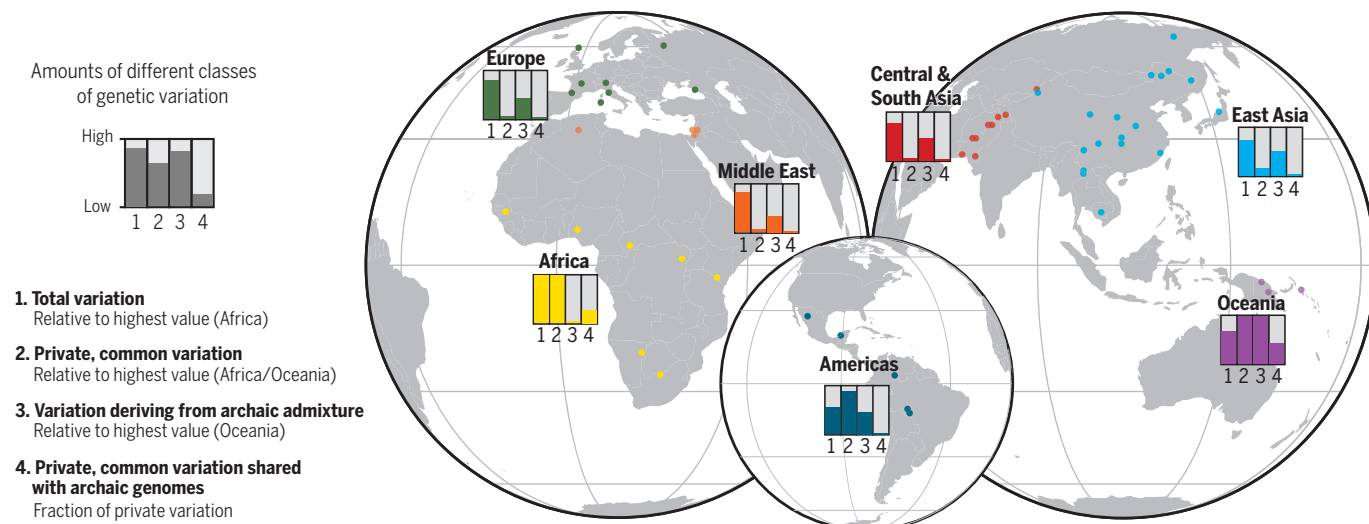 Amounts of different classes
of genetic variation
High
Low
1 2 3 4
1. Total variation
Relative to highest value (Africa)
2. Private, common variation
Relative to highest value (Africa/Oceania)
3. Variation deriving from archaic admixture
Relative to highest value (Oceania)
4. Private, common variation shared
with archaic genomes
Fraction of private variation
Europe
1 2 3 4
Middle East
1 2 3 4
Africa
1 2 3 4
Americas
1 2 3 4
Central &
South Asia
1 2 3 4
East Asia
1 2 3 4
Oceania
1 2 3 4